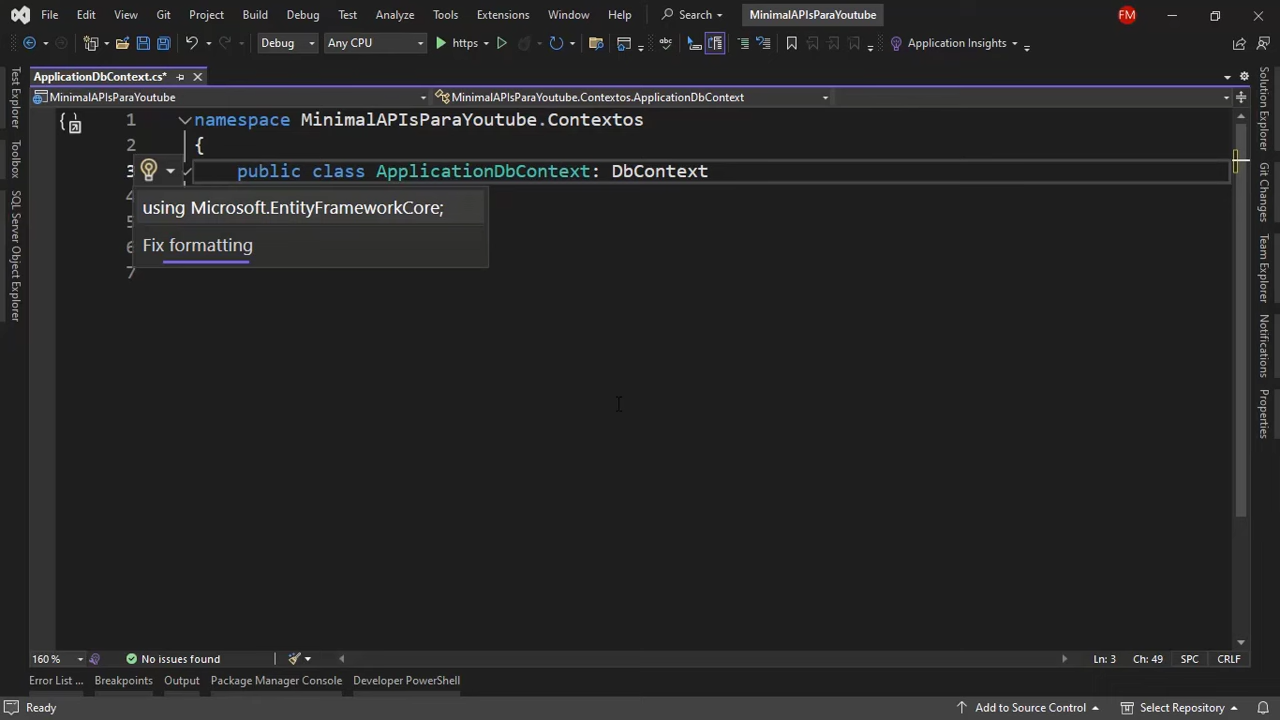 File Edit View Git Project Build Debug Test Analyze Tools Extensions Window Help Search MinimalAPIsParaYoutube FM
Debug Any CPU https Application Insights
ApplicationDbContext.cs*
MinimalAPIsParaYoutube MinimalAPIsParaYoutube.Contextos.ApplicationDbContext
1 namespace MinimalAPIsParaYoutube.Contextos
2 {
3 public class ApplicationDbContext: DbContext
using Microsoft.EntityFrameworkCore;
Fix formatting
7
Test Explorer
Toolbox
SQL Server Object Explorer
Solution Explorer
Git Changes
Team Explorer
Notifications
Properties
160 % No issues found Ln: 3 Ch: 49 SPC CRLF
Error List ... Breakpoints Output Package Manager Console Developer PowerShell
Ready Add to Source Control Select Repository